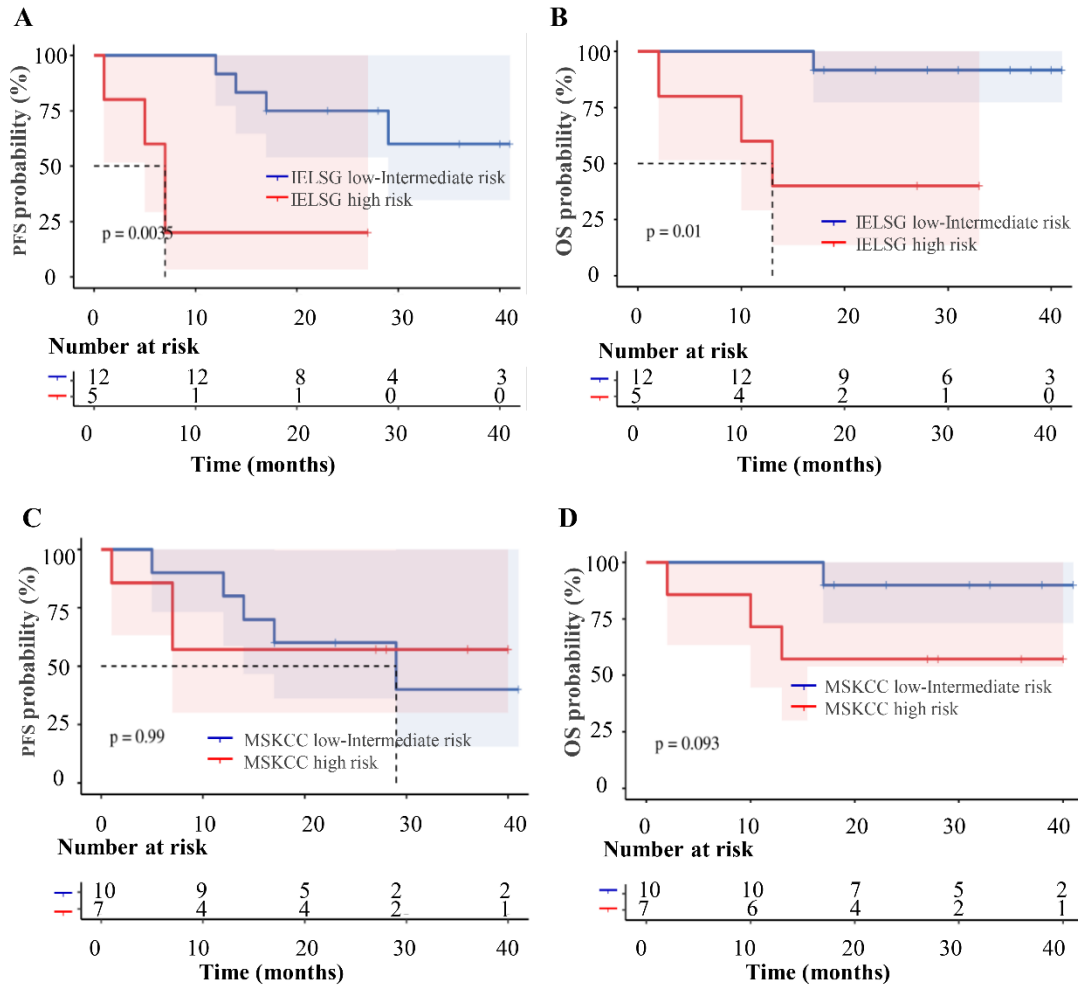 A
PFS probability (%)
100
75
50
25
0
IELSG low-Intermediate risk
IELSG high risk
p = 0.0035
0 10 20 30 40
Number at risk
12 12 8 4 3
5 1 1 0 0
0 10 20 30 40
Time (months)
B
OS probability (%)
100
75
50
25
0
IELSG low-Intermediate risk
IELSG high risk
p = 0.01
0 10 20 30 40
Number at risk
12 12 9 6 3
5 4 2 1 0
0 10 20 30 40
Time (months)
C
PFS probability (%)
100
75
50
25
0
p = 0.99
MSKCC low-Intermediate risk
MSKCC high risk
0 10 20 30 40
Number at risk
10 9 5 2 2
7 4 4 2 1
0 10 20 30 40
Time (months)
D
OS probability (%)
100
75
50
25
0
MSKCC low-Intermediate risk
MSKCC high risk
p = 0.093
0 10 20 30 40
Number at risk
10 10 7 5 2
7 6 4 2 1
0 10 20 30 40
Time (months)